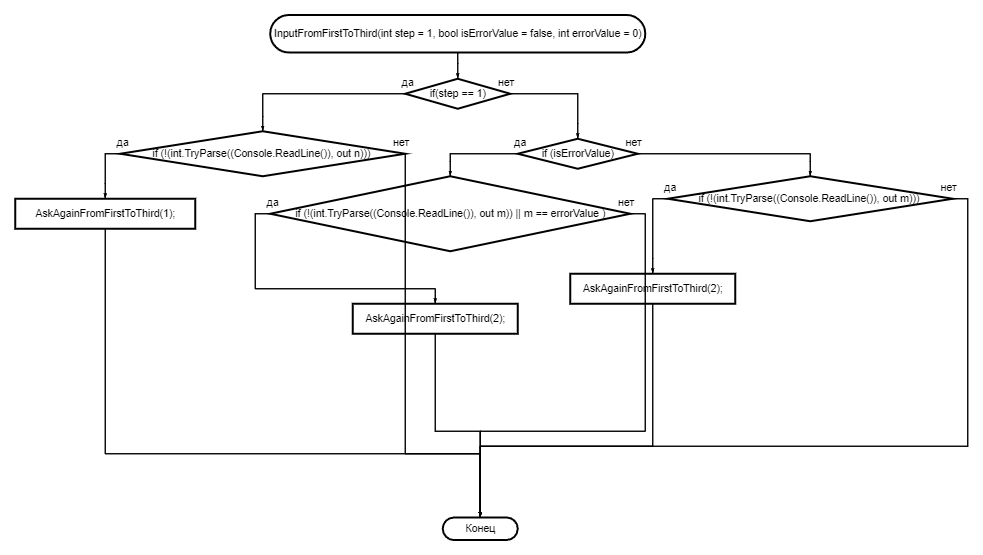 InputFromFirstToThird(int step = 1, bool isErrorValue = false, int errorValue = 0)
да
нет
if(step == 1)
да
нет
if (!(int.TryParse((Console.ReadLine()), out n)))
да
нет
if (isErrorValue)
AskAgainFromFirstToThird(1);
да
нет
if (!(int.TryParse((Console.ReadLine()), out m)) || m == errorValue )
да
нет
if (!(int.TryParse((Console.ReadLine()), out m)))
AskAgainFromFirstToThird(2);
AskAgainFromFirstToThird(2);
Конец